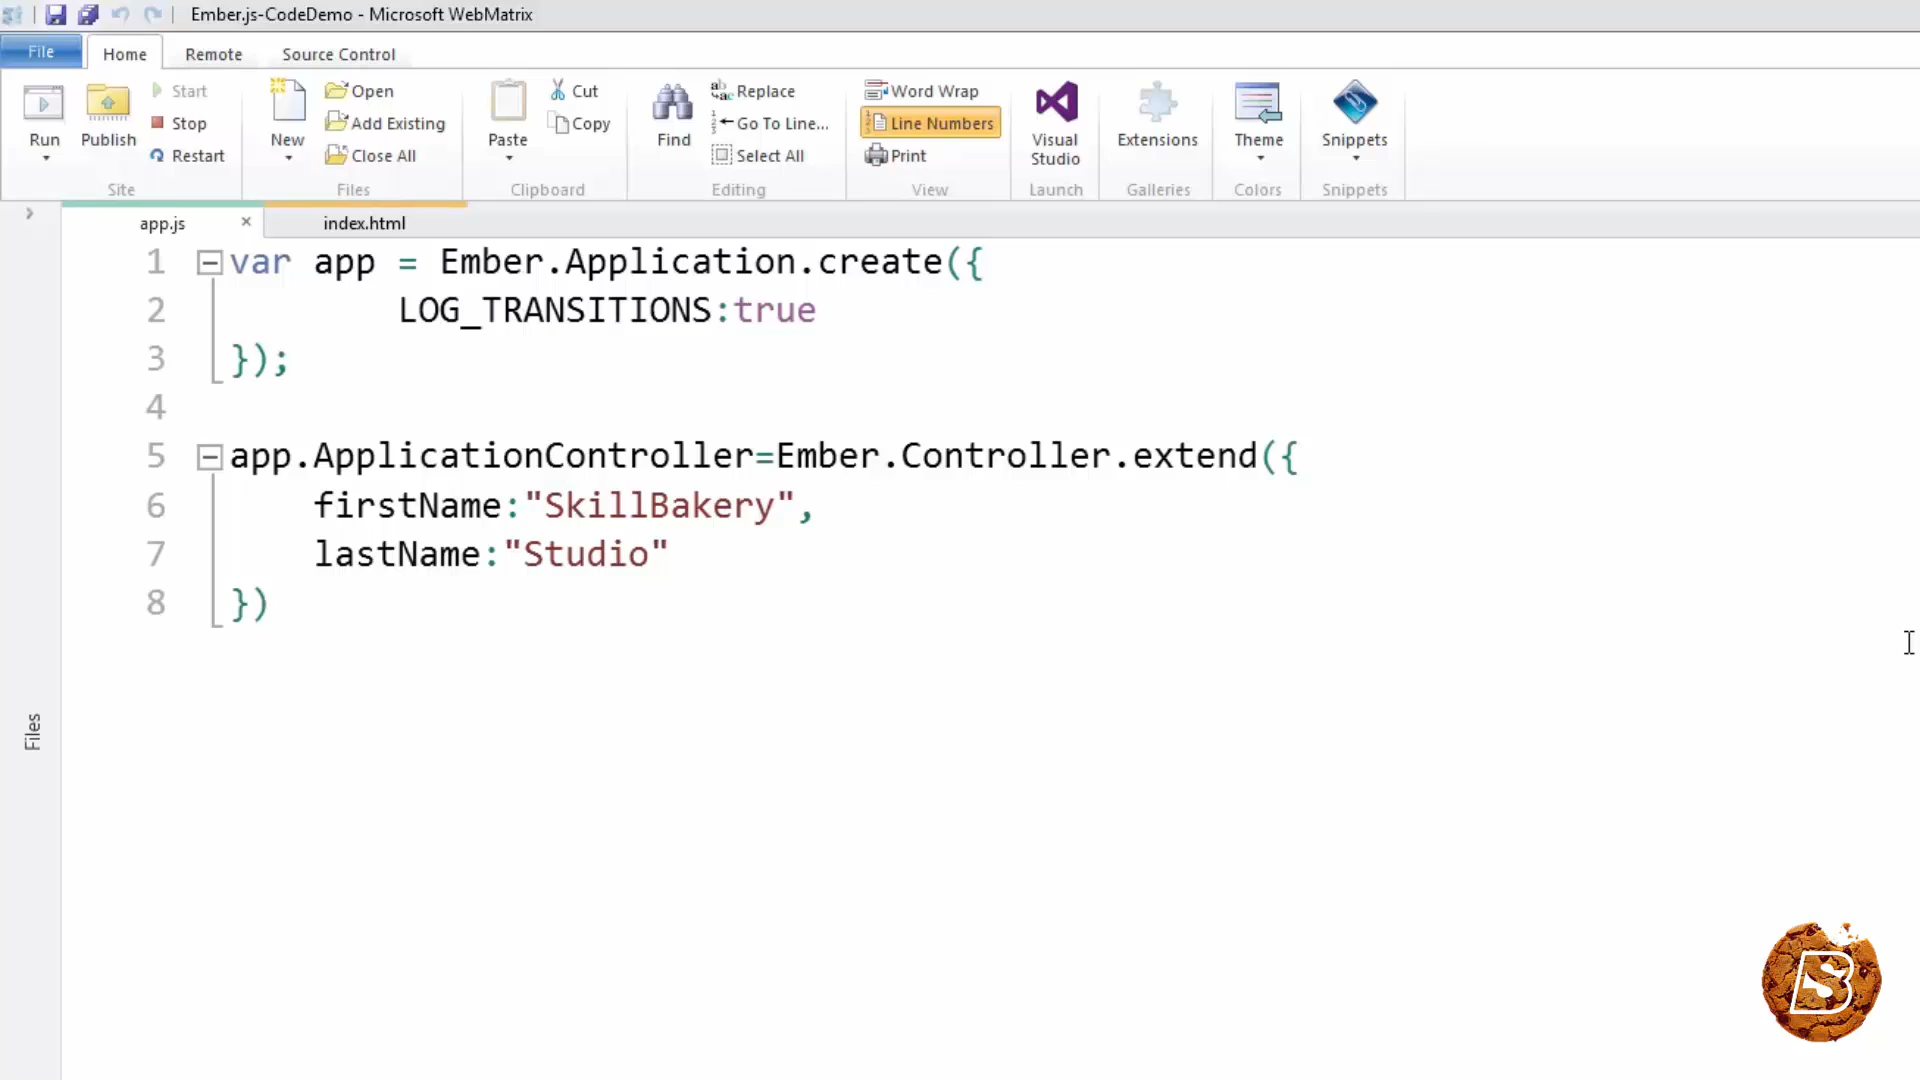 Ember.js-CodeDemo - Microsoft WebMatrix
File Home Remote Source Control
Run
Publish
Start
Stop
Restart
Site
New
Open
Add Existing
Close All
Files
Paste
Cut
Copy
Clipboard
Find
Replace
Go To Line...
Select All
Editing
Word Wrap
Line Numbers
Print
View
Visual
Studio
Launch
Extensions
Galleries
Theme
Colors
Snippets
Snippets
app.js index.html
1 var app = Ember.Application.create({
2 LOG_TRANSITIONS:true
3 });
4
5 app.ApplicationController=Ember.Controller.extend({
6 firstName:"SkillBakery",
7 lastName:"Studio"
8 })
Files